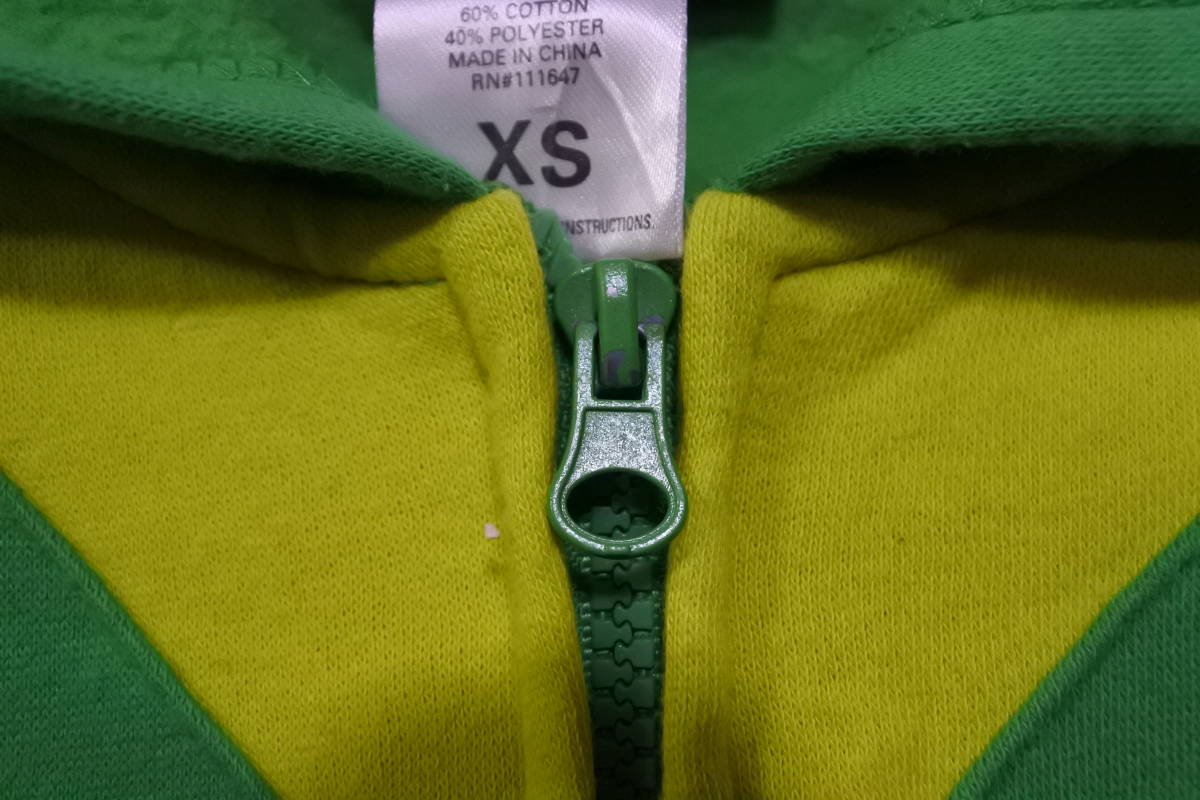 60% COTTON
40% POLYESTER
MADE IN CHINA
RN#111647
XS
INSTRUCTIONS.